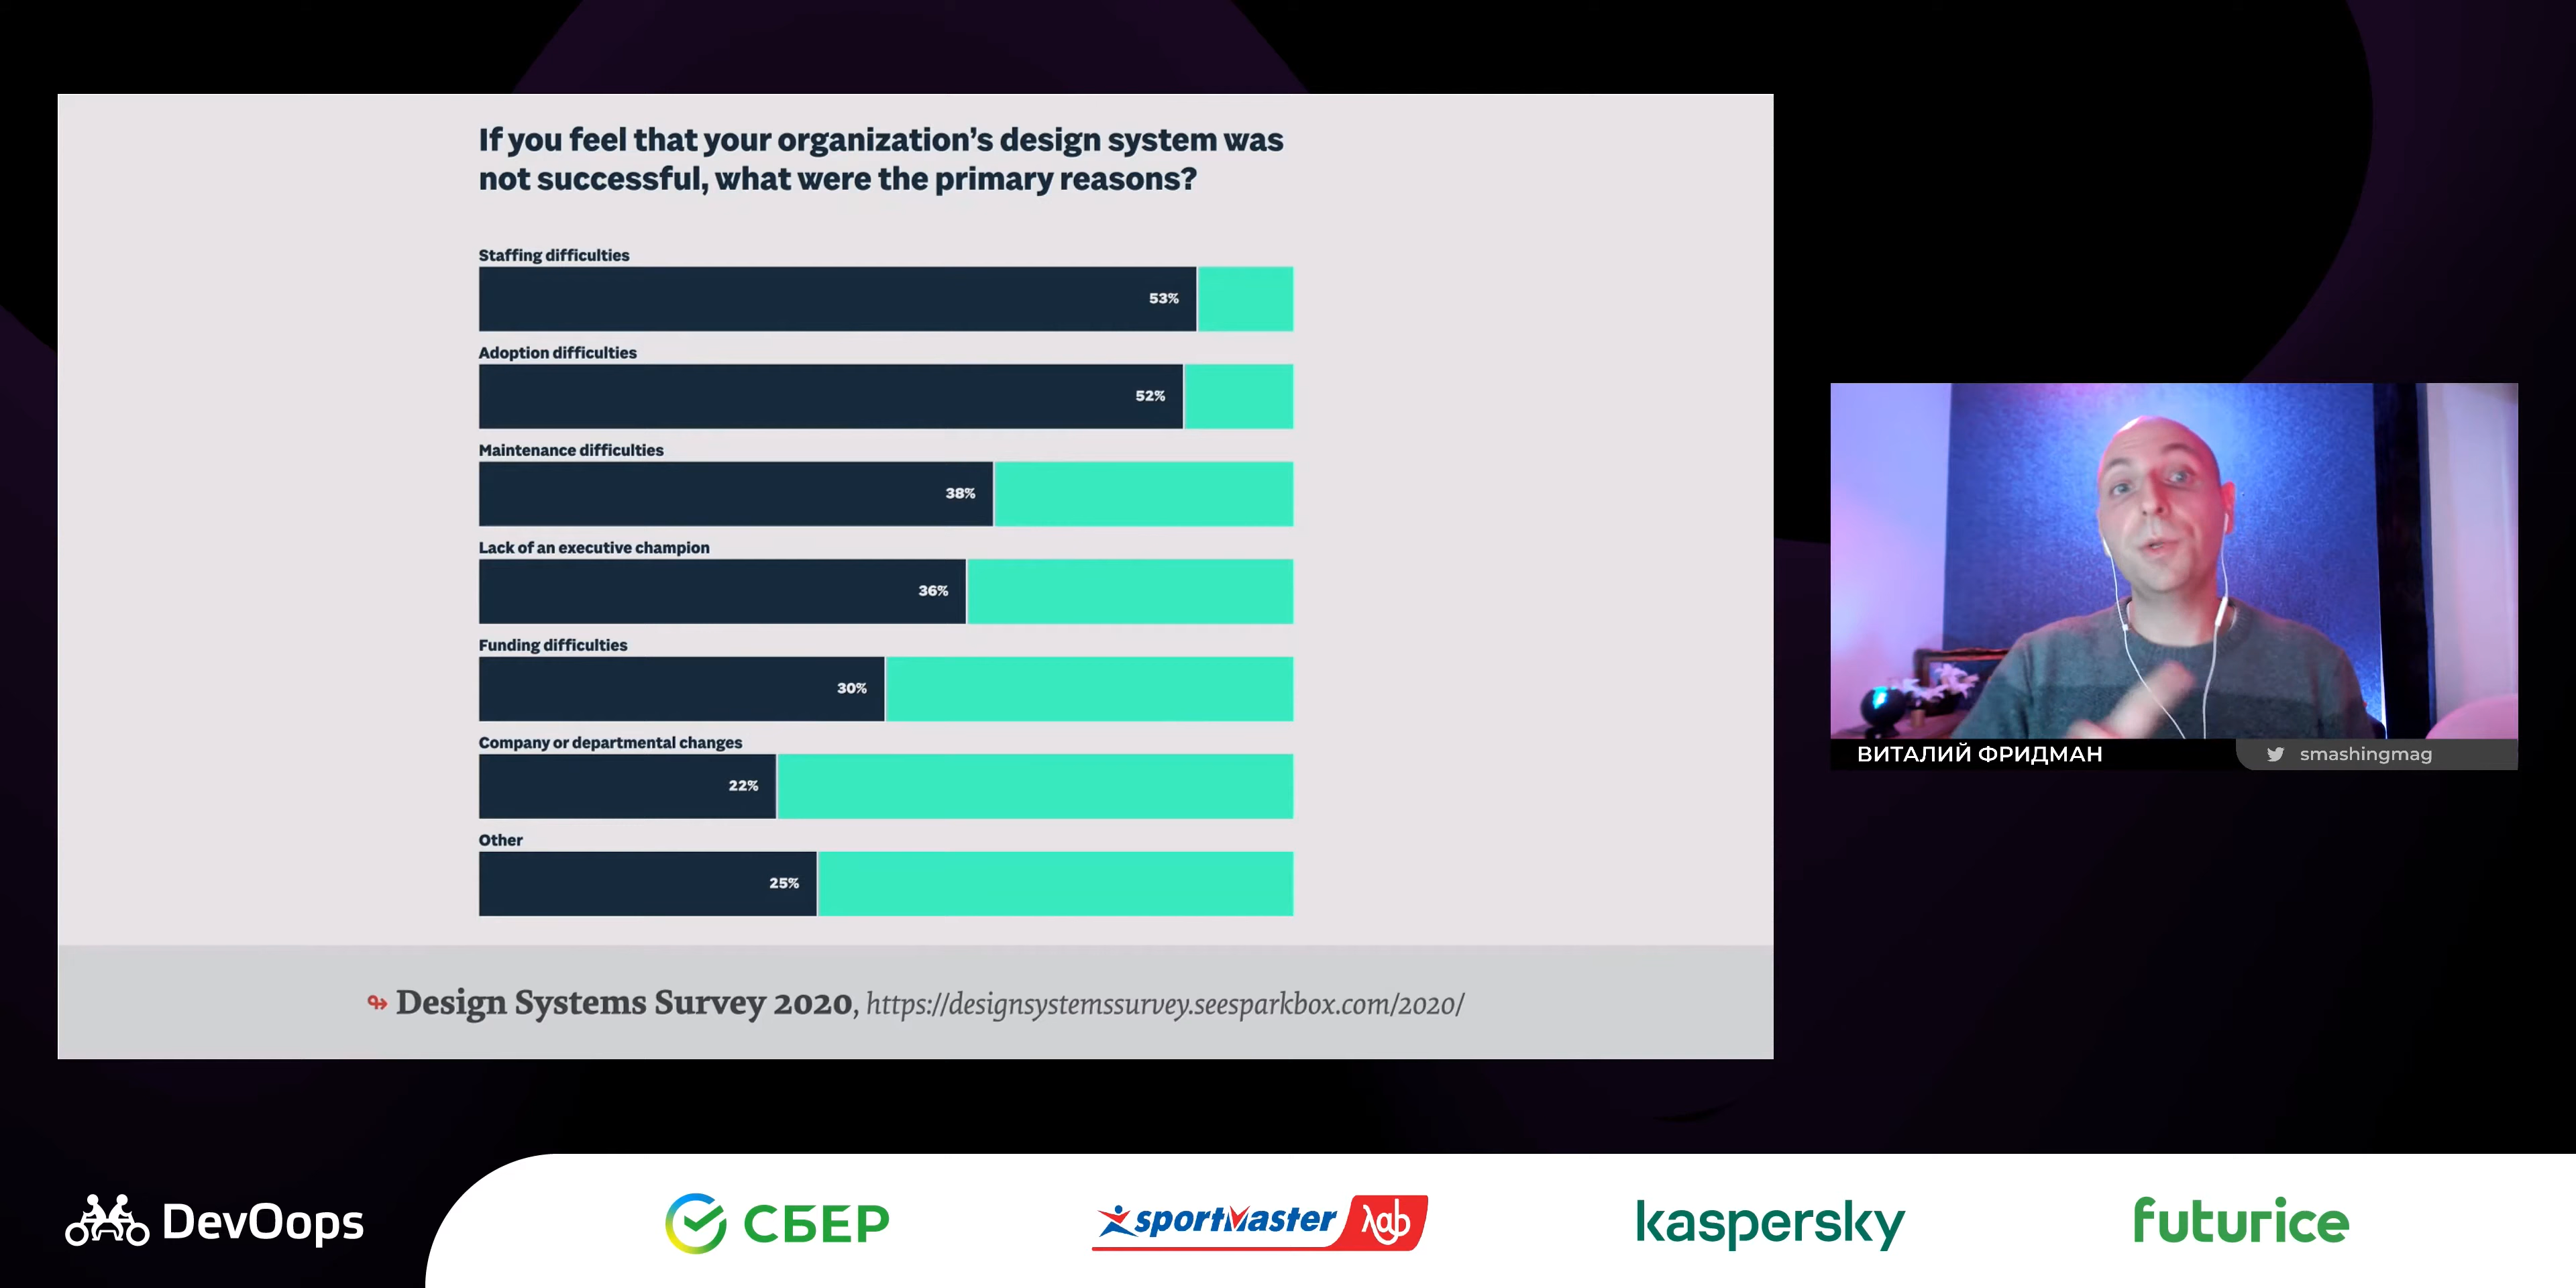 If you feel that your organization's design system was
not successful, what were the primary reasons?
Staffing difficulties
53%
Adoption difficulties
52%
Maintenance difficulties
38%
Lack of an executive champion
36%
Funding difficulties
30%
Company or departmental changes
22%
Other
25%
Design Systems Survey 2020, https://designsystemssurvey.seesparkbox.com/2020/
ВИТАЛИЙ ФРИДМАН
smashingmag
DevOops
СБЕР
sportmaster λab
kaspersky
futurice